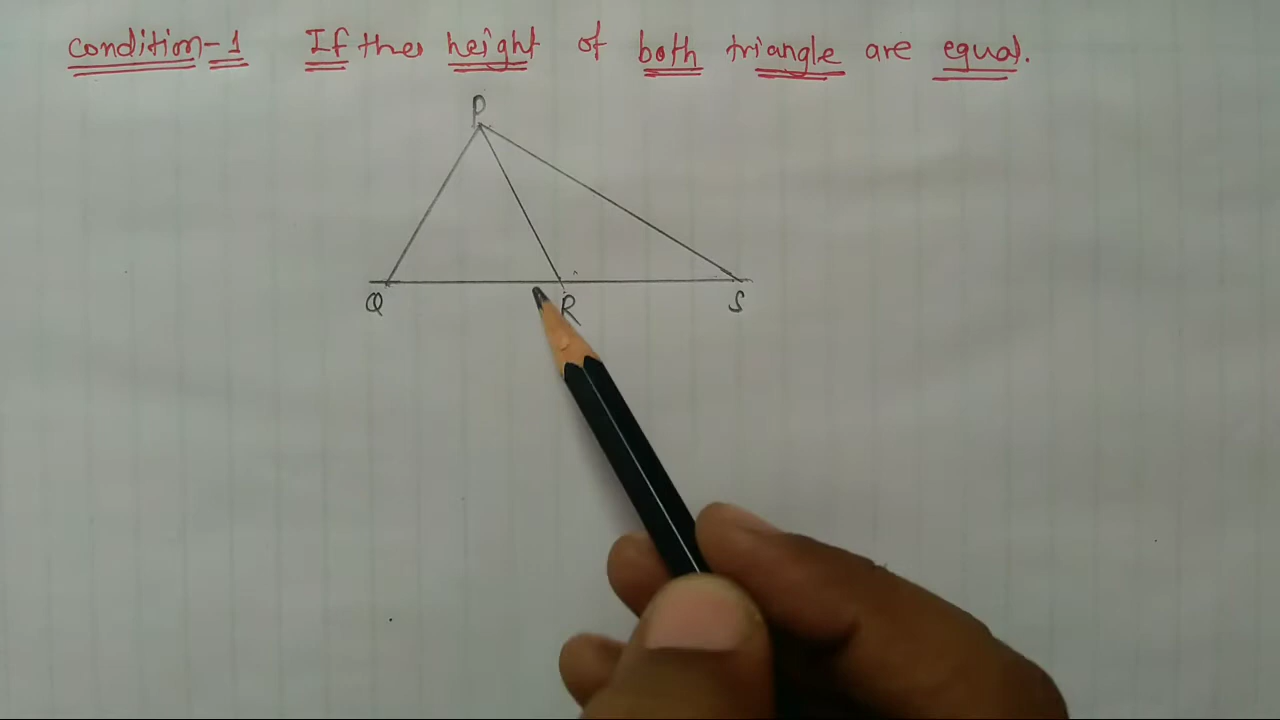 condition-1 If the height of both triangle are equal.
P
Q R S